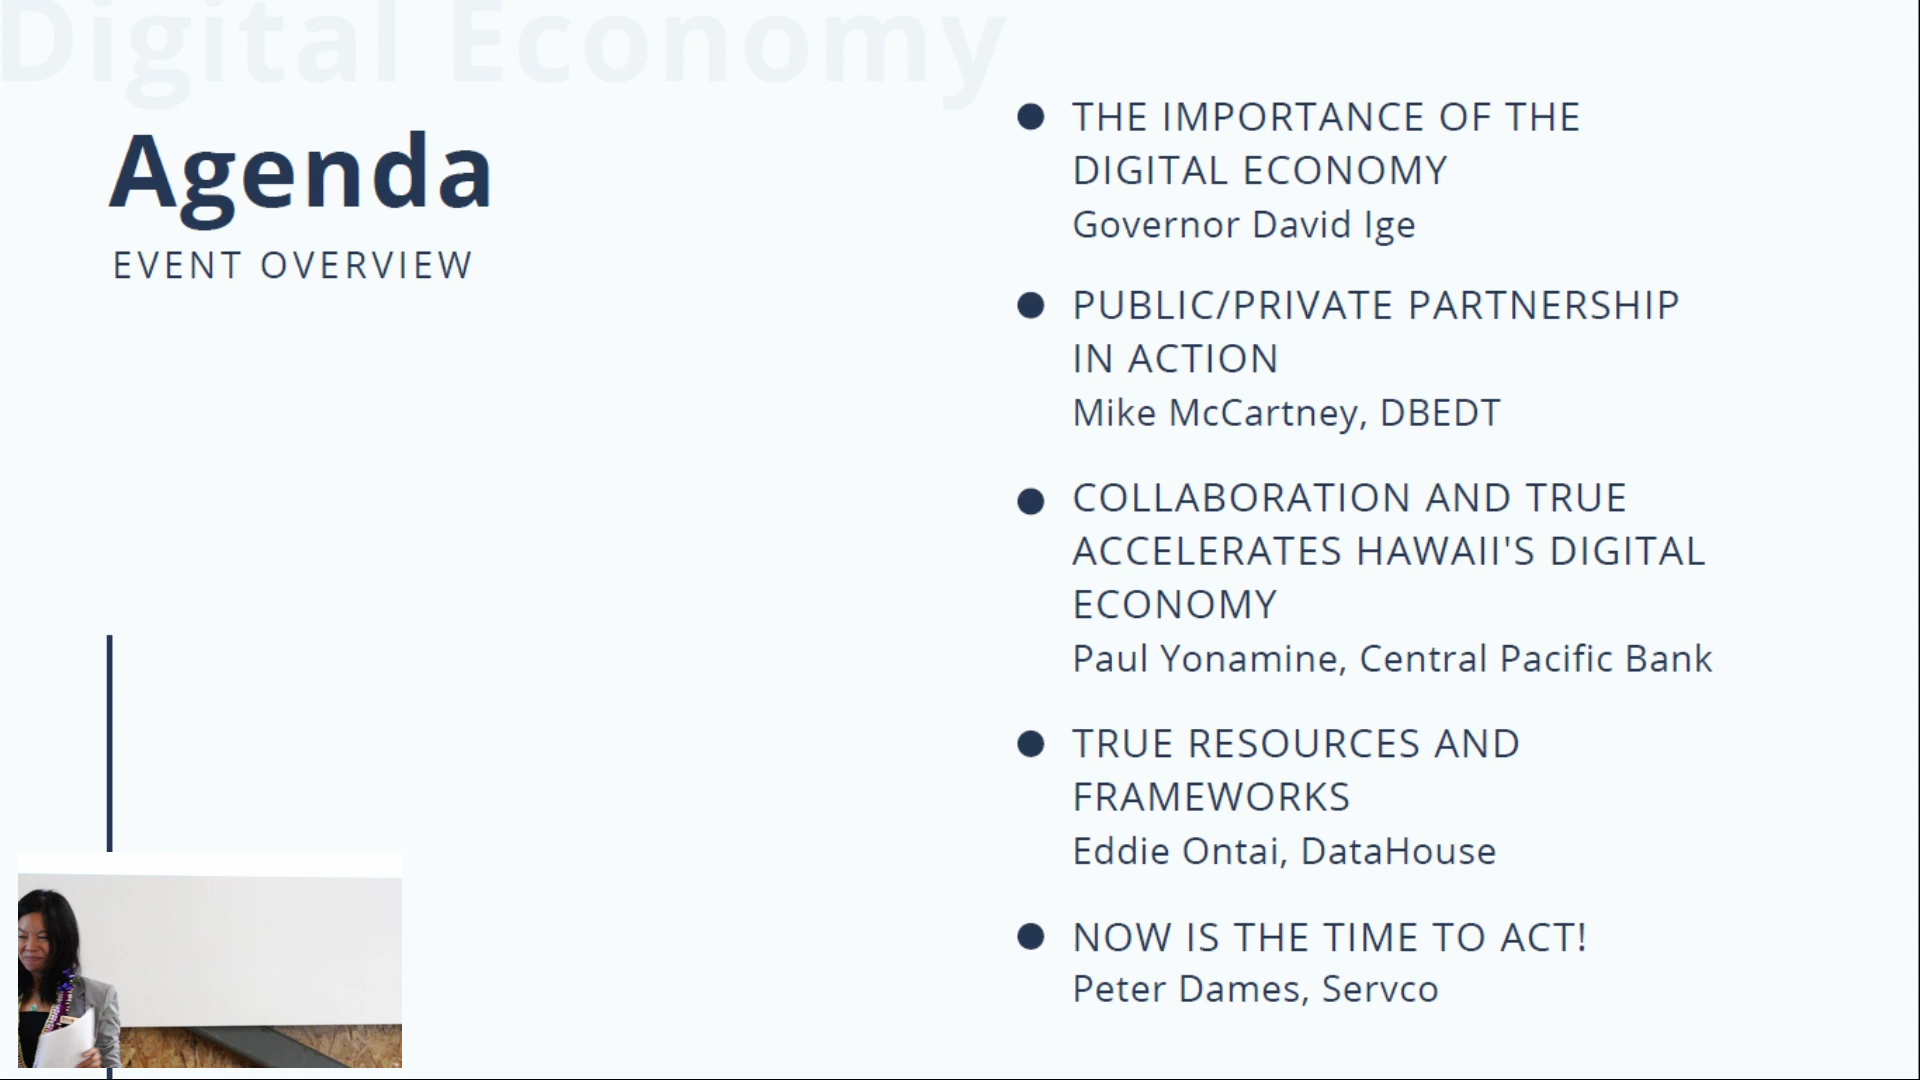 Digital Economy
Agenda
EVENT OVERVIEW
THE IMPORTANCE OF THE
DIGITAL ECONOMY
Governor David Ige
PUBLIC/PRIVATE PARTNERSHIP
IN ACTION
Mike McCartney, DBEDT
COLLABORATION AND TRUE
ACCELERATES HAWAII'S DIGITAL
ECONOMY
Paul Yonamine, Central Pacific Bank
TRUE RESOURCES AND
FRAMEWORKS
Eddie Ontai, DataHouse
NOW IS THE TIME TO ACT!
Peter Dames, Servco